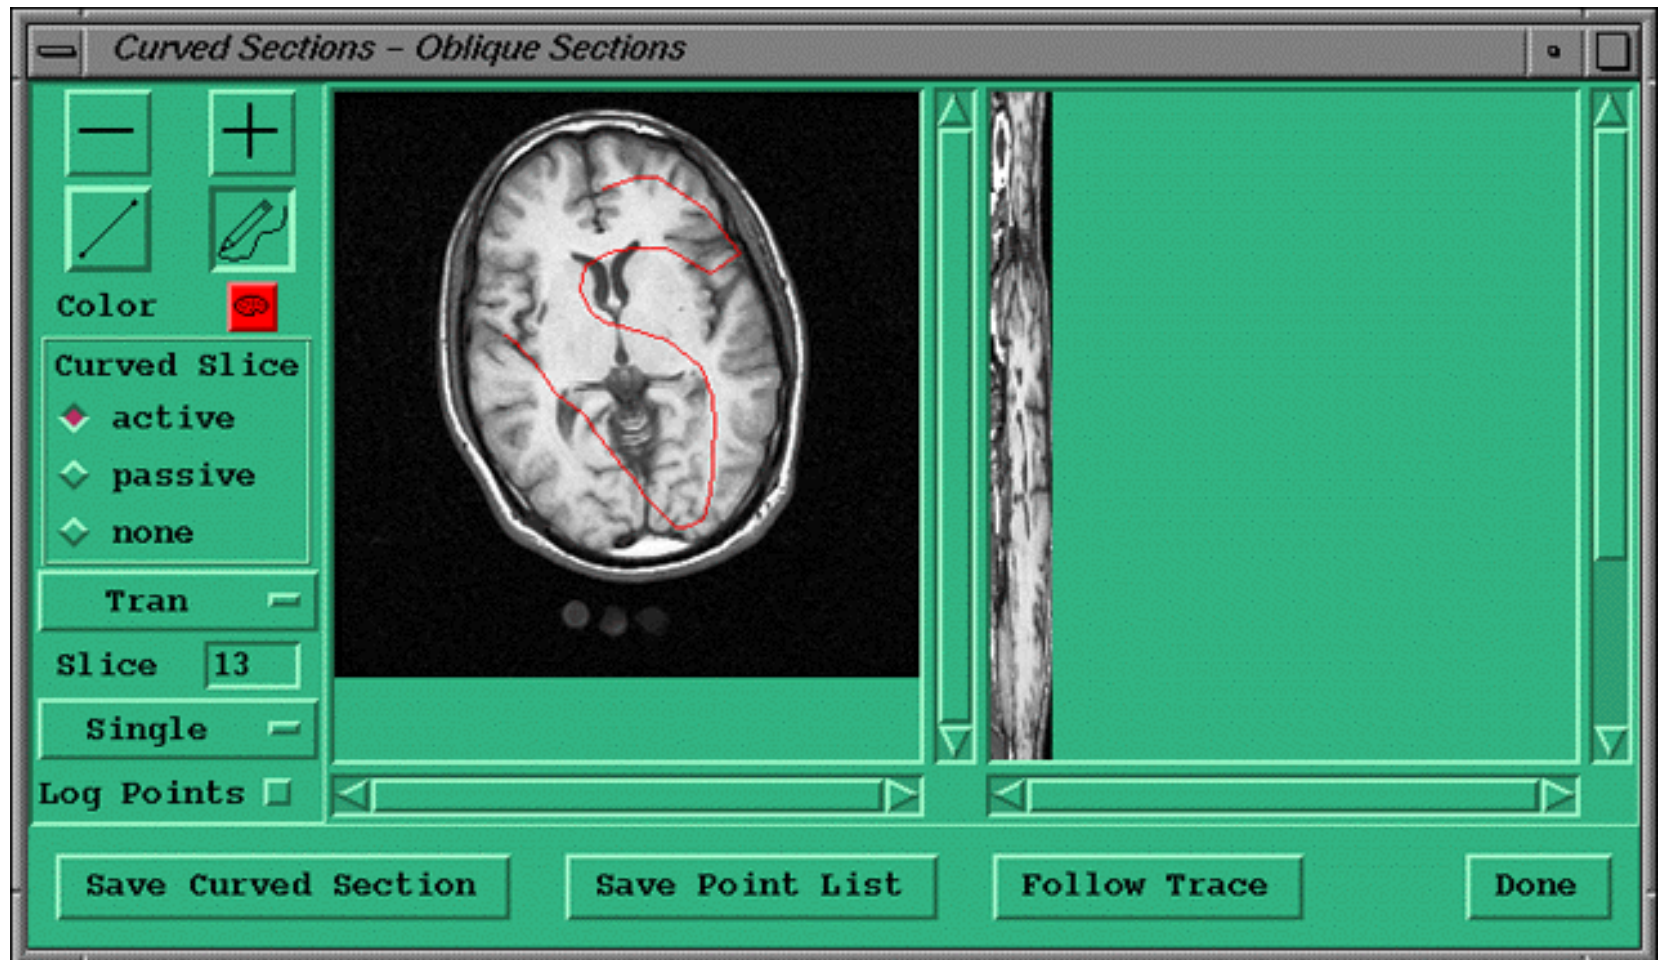 Curved Sections - Oblique Sections
Color
Curved Slice
active
passive
none
Tran
Slice 13
Single
Log Points
Save Curved Section Save Point List Follow Trace Done